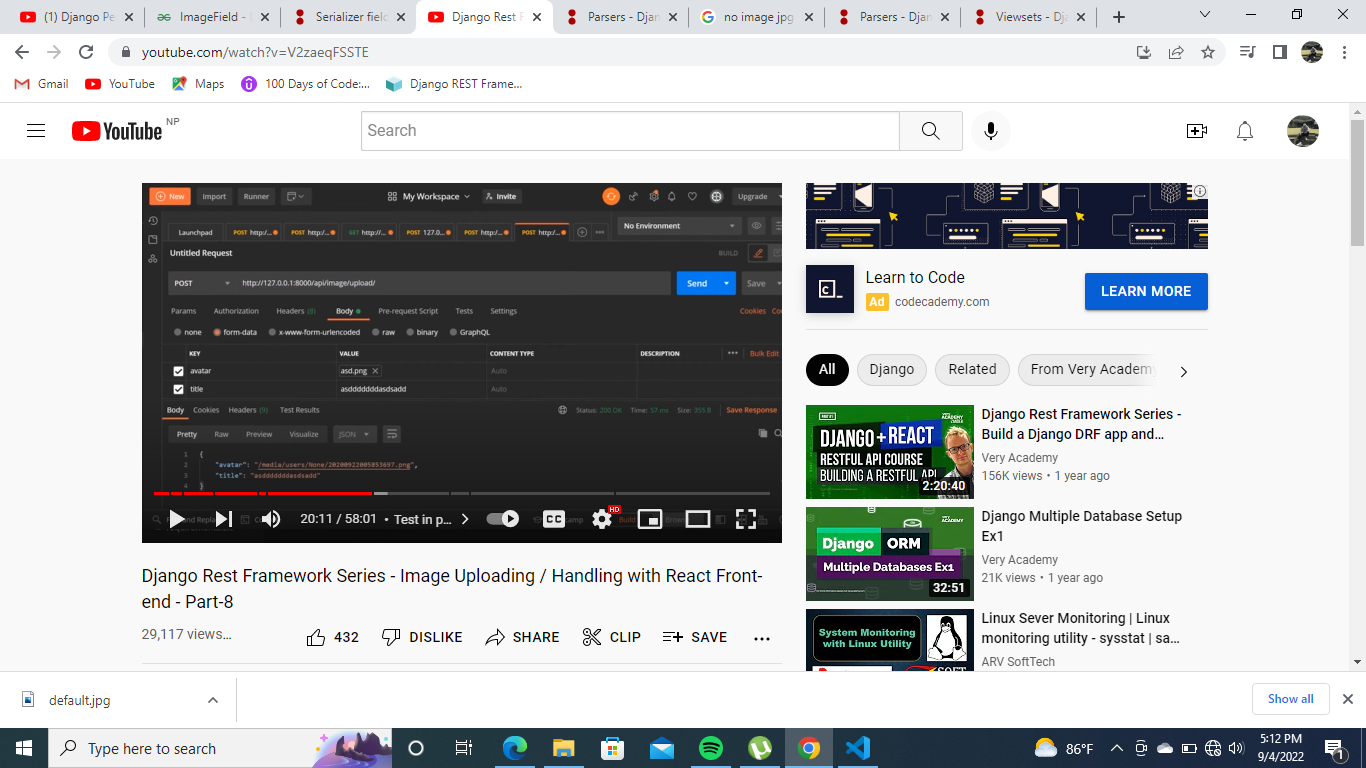 (1) Django Pe
ImageField -
Serializer field
Django Rest F
Parsers - Djan
no image jpg
Parsers - Djan
Viewsets - Dja
youtube.com/watch?v=V2zaeqFSSTE
Gmail
YouTube
Maps
100 Days of Code:...
Django REST Frame...
YouTube NP
Search
New Import Runner My Workspace Invite Upgrade
Launchpad POST http:/... POST http:/... GET http:/... POST 127.0... POST http:/... POST http:/... No Environment
Untitled Request BUILD
POST http://127.0.0.1:8000/api/image/upload/ Send Save
Params Authorization Headers (8) Body Pre-request Script Tests Settings Cookies
none form-data x-www-form-urlencoded raw binary GraphQL
KEY VALUE CONTENT TYPE DESCRIPTION Bulk Edit
avatar asd.png Auto
title asdddddddasdsadd Auto
Body Cookies Headers (9) Test Results Status: 200 OK Time: 57 ms Size: 355 B Save Response
Pretty Raw Preview Visualize JSON
1 {
2 "avatar": "/media/users/None/20200922005853697.png",
3 "title": "asdddddddasdsadd"
4 }
20:11 / 58:01 • Test in p... CC HD
Django Rest Framework Series - Image Uploading / Handling with React Front-
end - Part-8
29,117 views...
432 DISLIKE SHARE CLIP SAVE
Learn to Code
Ad codecademy.com
LEARN MORE
All Django Related From Very Academy
DJANGO+REACT
RESTFUL API COURSE
BUILDING A RESTFUL API
2:20:40
Django Rest Framework Series -
Build a Django DRF app and...
Very Academy
156K views • 1 year ago
Django ORM
Multiple Databases Ex1
32:51
Django Multiple Database Setup
Ex1
Very Academy
21K views • 1 year ago
System Monitoring
with Linux Utility
Linux Sever Monitoring | Linux
monitoring utility - sysstat | sa...
ARV SoftTech
default.jpg
Show all
Type here to search
86°F
5:12 PM
9/4/2022
1